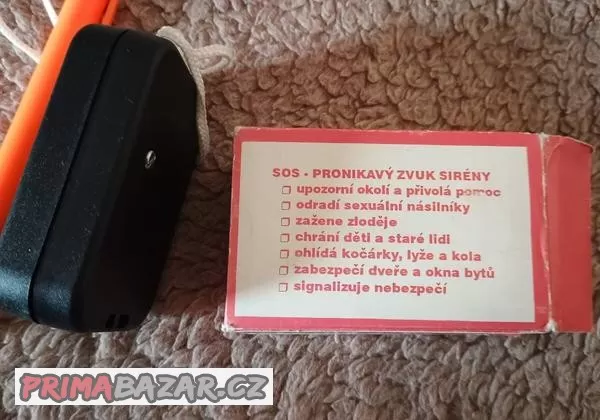 SOS - PRONIKAVÝ ZVUK SIRÉNY
upozorní okolí a přivolá pomoc
odradí sexuální násilníky
zažene zloděje
chrání děti a staré lidi
ohlídá kočárky, lyže a kola
zabezpečí dveře a okna bytů
signalizuje nebezpečí
PRIMABAZAR.CZ